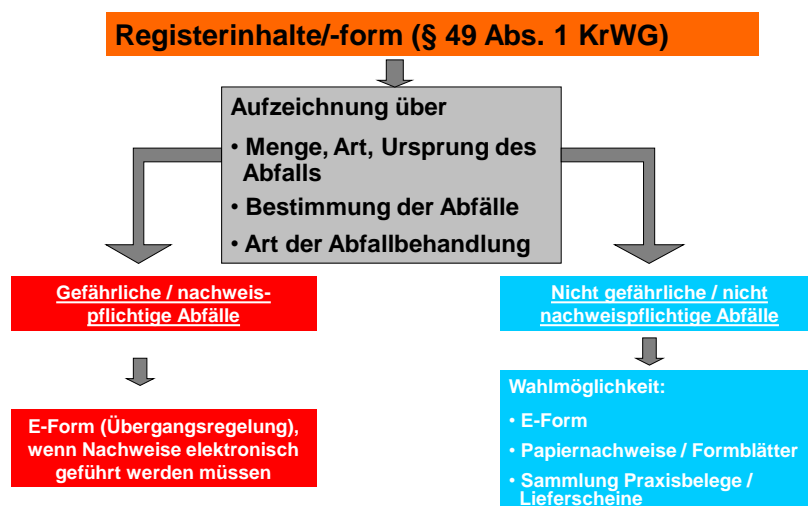 Registerinhalte/-form (§ 49 Abs. 1 KrWG)
Aufzeichnung über
• Menge, Art, Ursprung des
Abfalls
• Bestimmung der Abfälle
• Art der Abfallbehandlung
Gefährliche / nachweis-
pflichtige Abfälle
Nicht gefährliche / nicht
nachweispflichtige Abfälle
E-Form (Übergangsregelung),
wenn Nachweise elektronisch
geführt werden müssen
Wahlmöglichkeit:
• E-Form
• Papiernachweise / Formblätter
• Sammlung Praxisbelege /
Lieferscheine